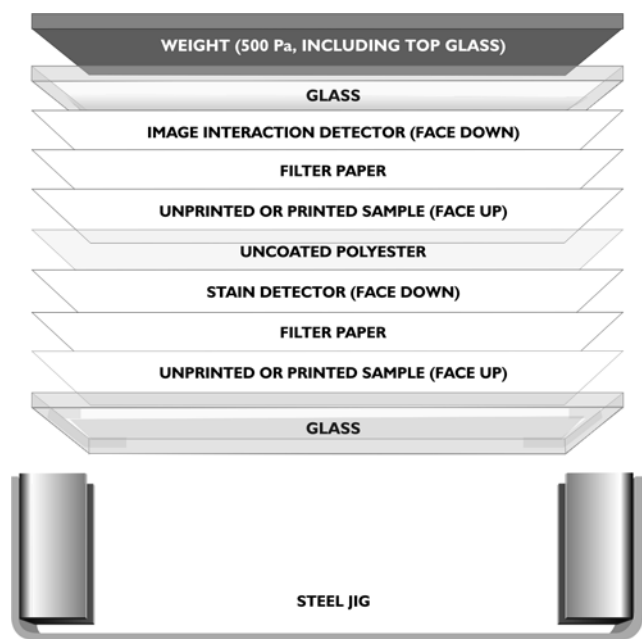 WEIGHT (500 Pa, INCLUDING TOP GLASS)
GLASS
IMAGE INTERACTION DETECTOR (FACE DOWN)
FILTER PAPER
UNPRINTED OR PRINTED SAMPLE (FACE UP)
UNCOATED POLYESTER
STAIN DETECTOR (FACE DOWN)
FILTER PAPER
UNPRINTED OR PRINTED SAMPLE (FACE UP)
GLASS
STEEL JIG